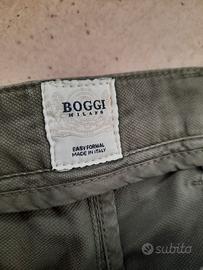 BOGGI
MILANO
EASY FORMAL
MADE IN ITALY
subito